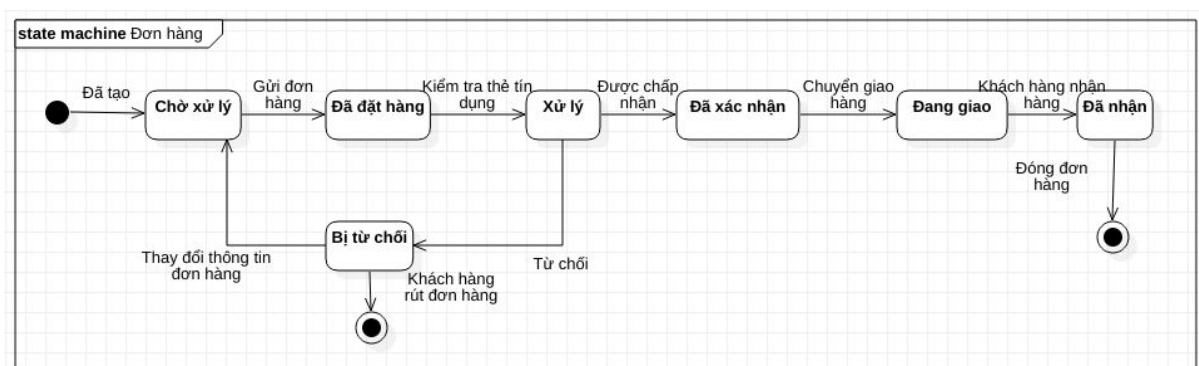 state machine Đơn hàng
Đã tạo
Chờ xử lý
Gửi đơn
hàng
Đã đặt hàng
Kiểm tra thẻ tín
dụng
Xử lý
Được chấp
nhận
Đã xác nhận
Chuyển giao
hàng
Đang giao
Khách hàng nhận
hàng
Đã nhận
Đóng đơn
hàng
Bị từ chối
Thay đổi thông tin
đơn hàng
Từ chối
Khách hàng
rút đơn hàng